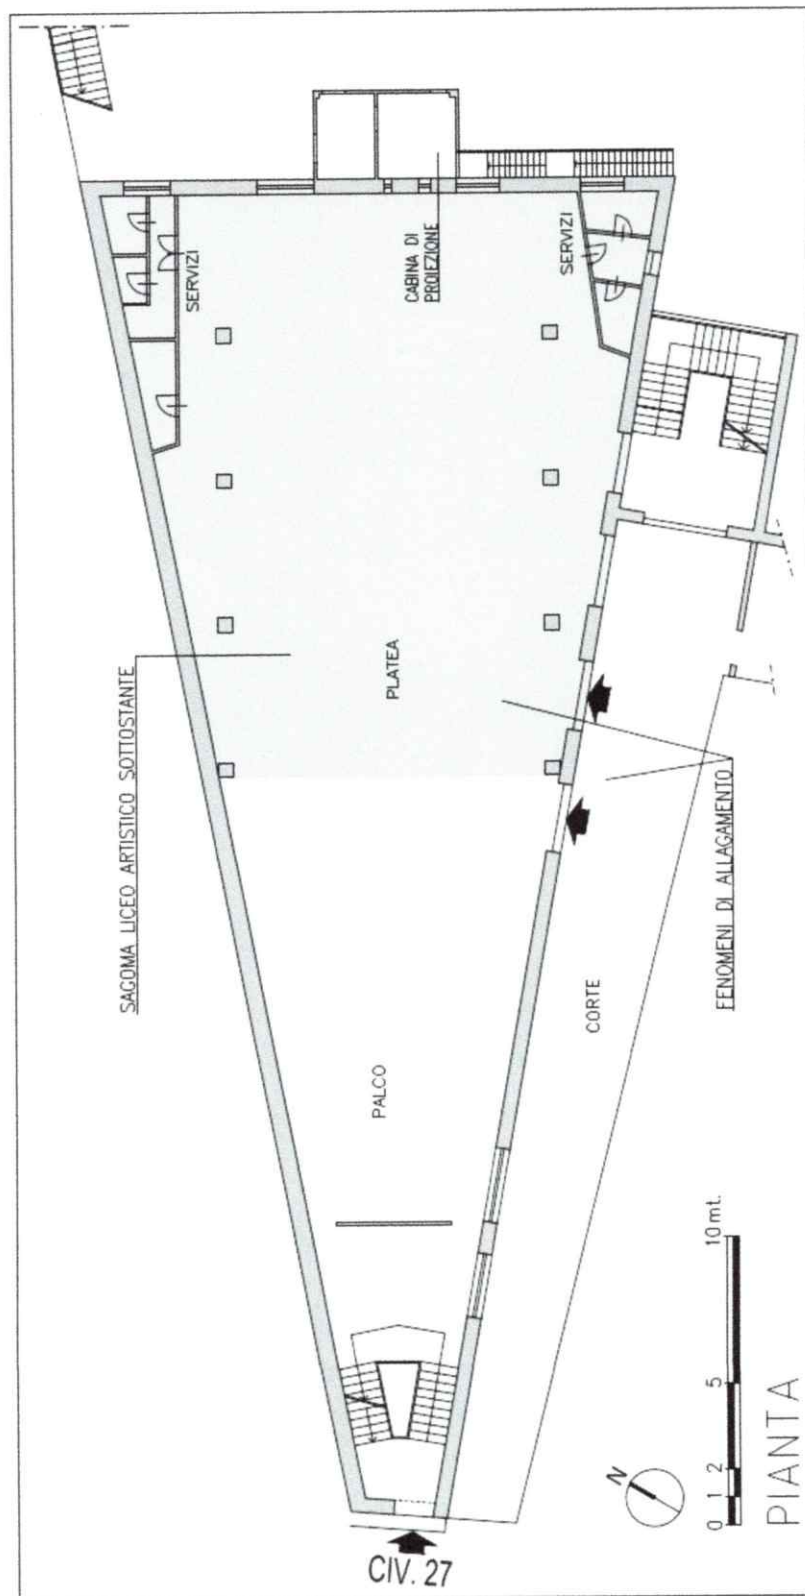 SERVIZI
CABINA DI
PROIEZIONE
SERVIZI
SAGOMA LICEO ARTISTICO SOTTOSTANTE
PLATEA
FENOMENI DI ALLAGAMENTO
CORTE
PALCO
CIV. 27
N
0 1 2 5 10 mt.
PIANTA